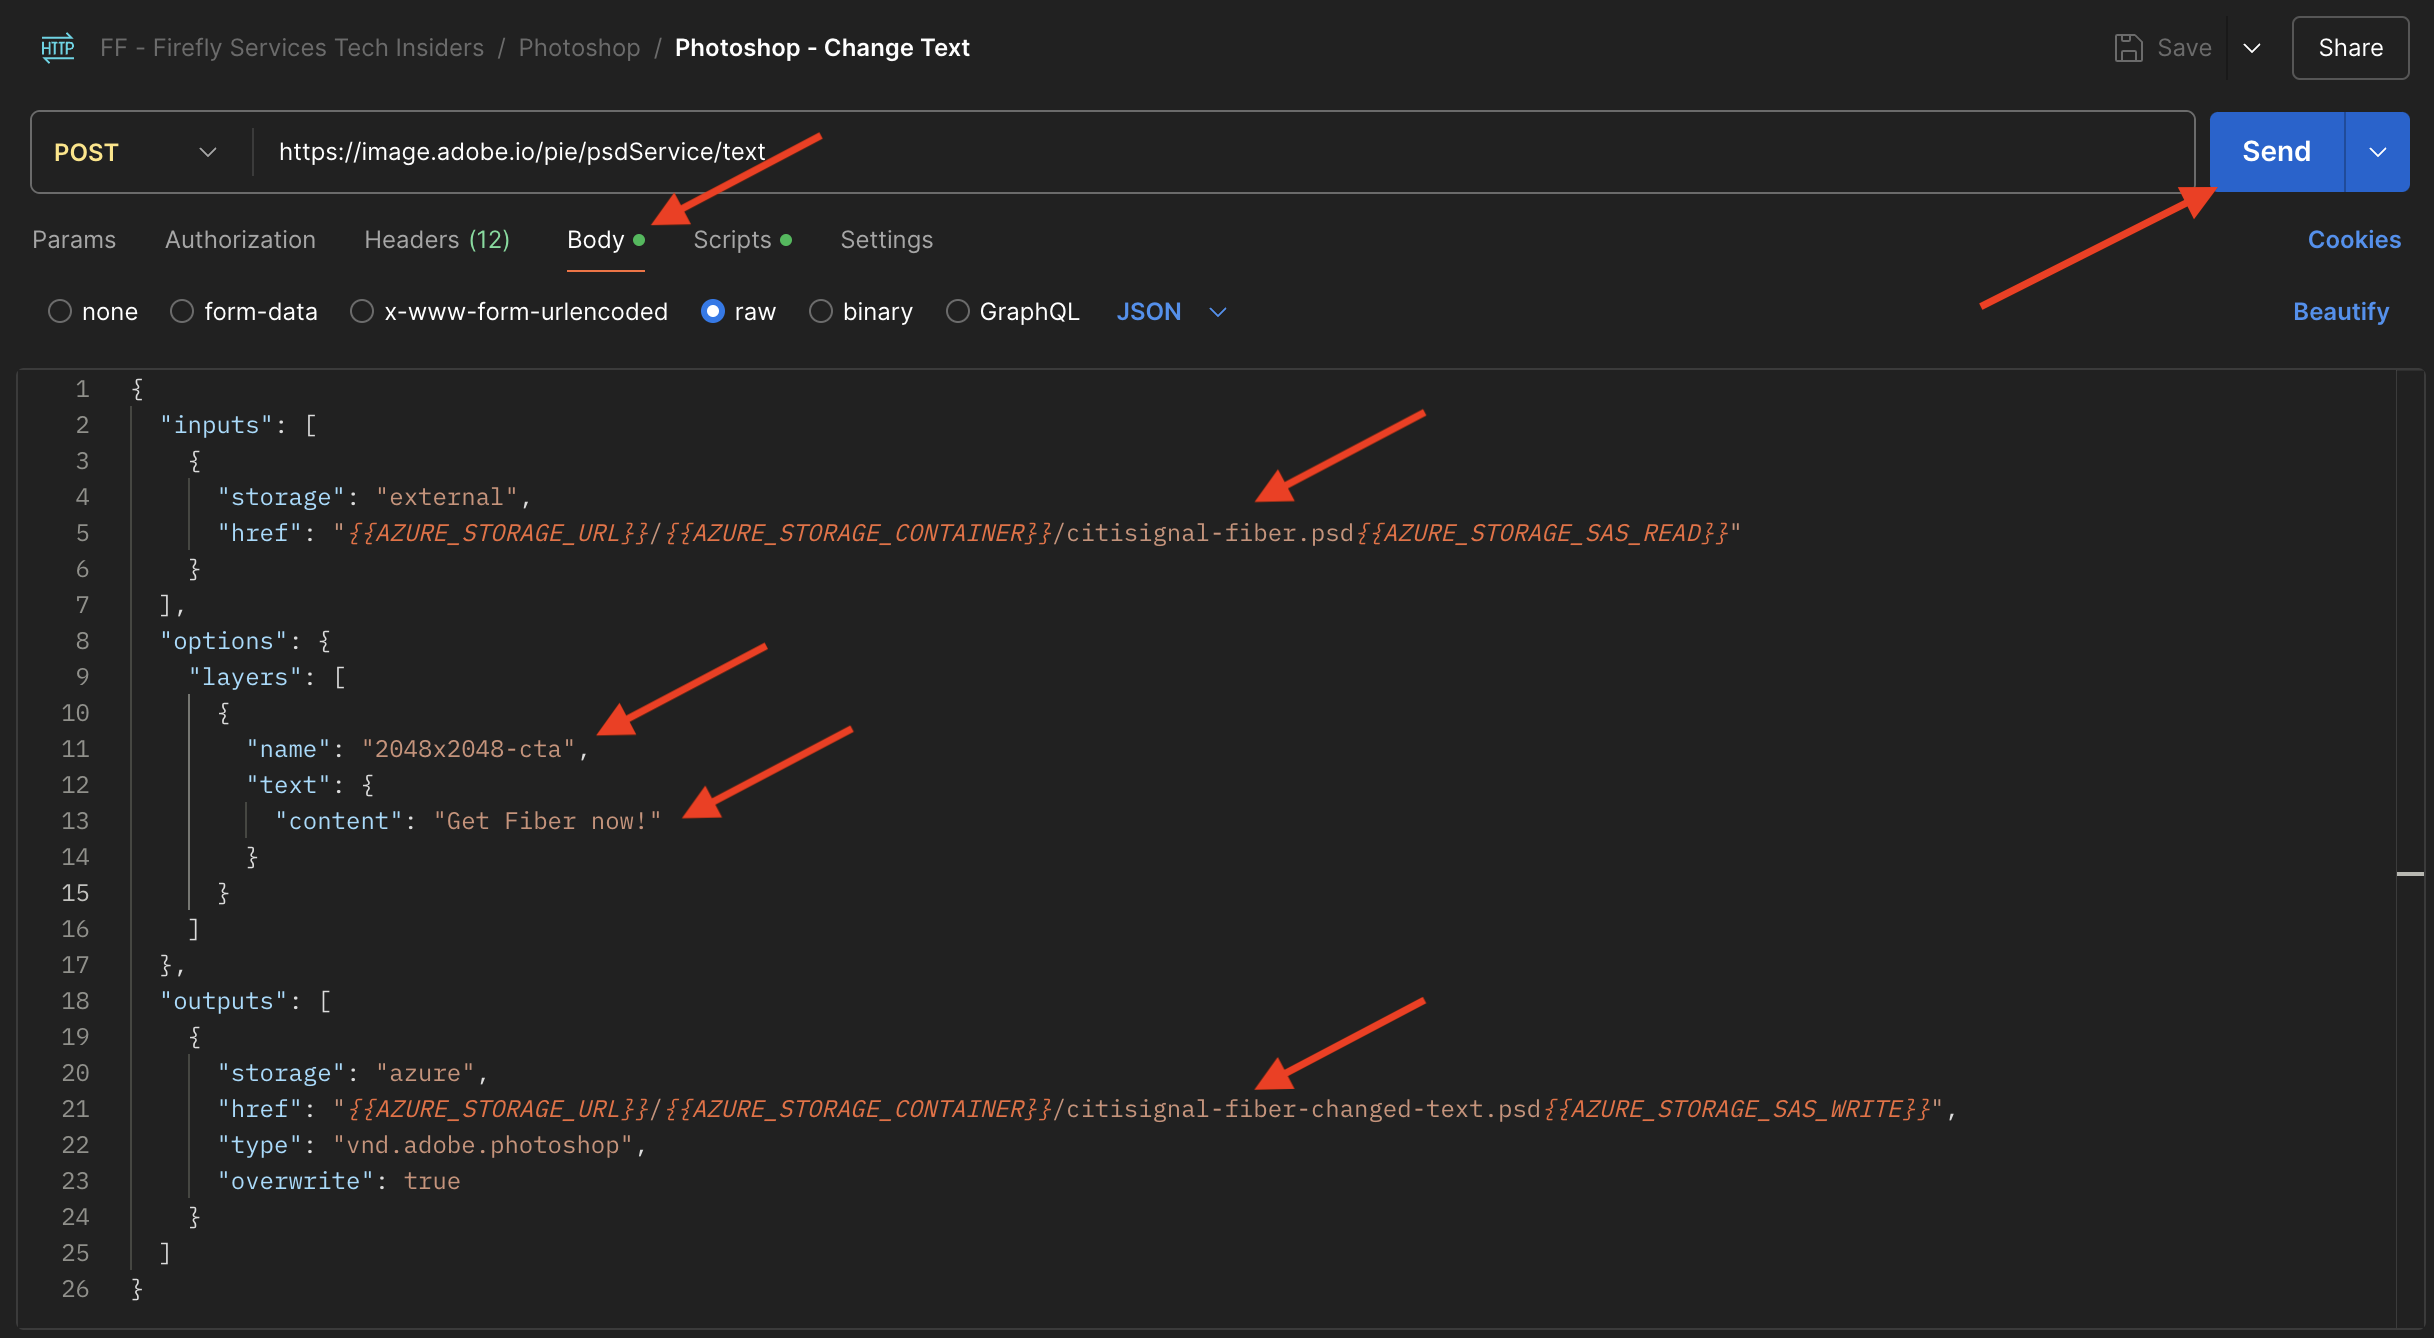 HTTP FF - Firefly Services Tech Insiders / Photoshop / Photoshop - Change Text Save Share
POST https://image.adobe.io/pie/psdService/text Send
Params Authorization Headers (12) Body Scripts Settings Cookies
none form-data x-www-form-urlencoded raw binary GraphQL JSON Beautify
1 {
2 "inputs": [
3 {
4 "storage": "external",
5 "href": "{{AZURE_STORAGE_URL}}/{{AZURE_STORAGE_CONTAINER}}/citisignal-fiber.psd{{AZURE_STORAGE_SAS_READ}}"
6 }
7 ],
8 "options": {
9 "layers": [
10 {
11 "name": "2048x2048-cta",
12 "text": {
13 "content": "Get Fiber now!"
14 }
15 }
16 ]
17 },
18 "outputs": [
19 {
20 "storage": "azure",
21 "href": "{{AZURE_STORAGE_URL}}/{{AZURE_STORAGE_CONTAINER}}/citisignal-fiber-changed-text.psd{{AZURE_STORAGE_SAS_WRITE}}",
22 "type": "vnd.adobe.photoshop",
23 "overwrite": true
24 }
25 ]
26 }